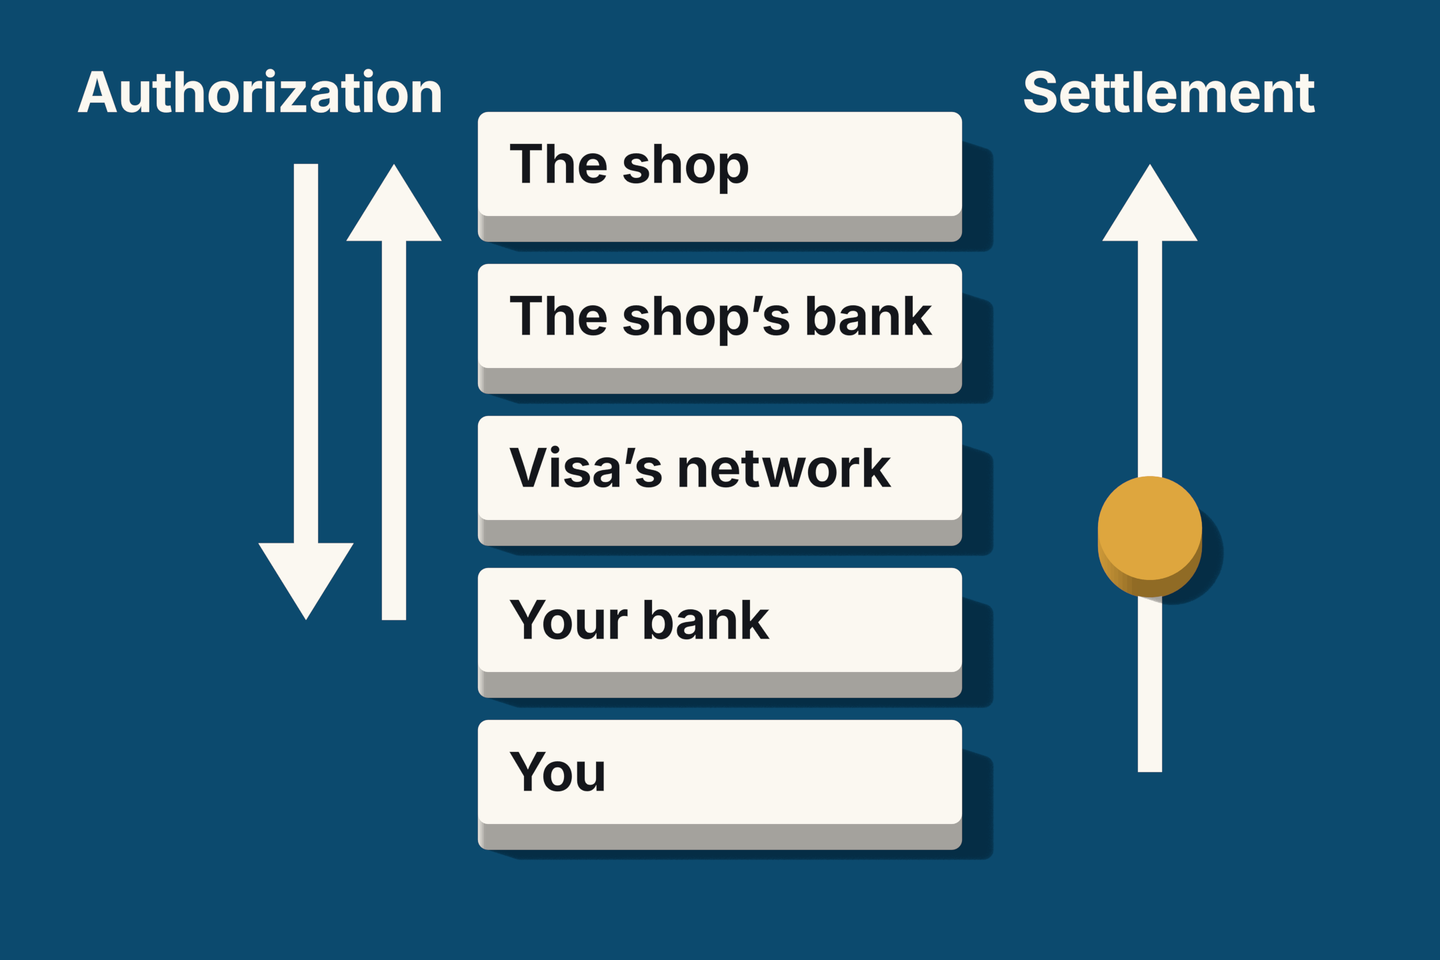 Authorization
Settlement
The shop
The shop’s bank
Visa’s network
Your bank
You